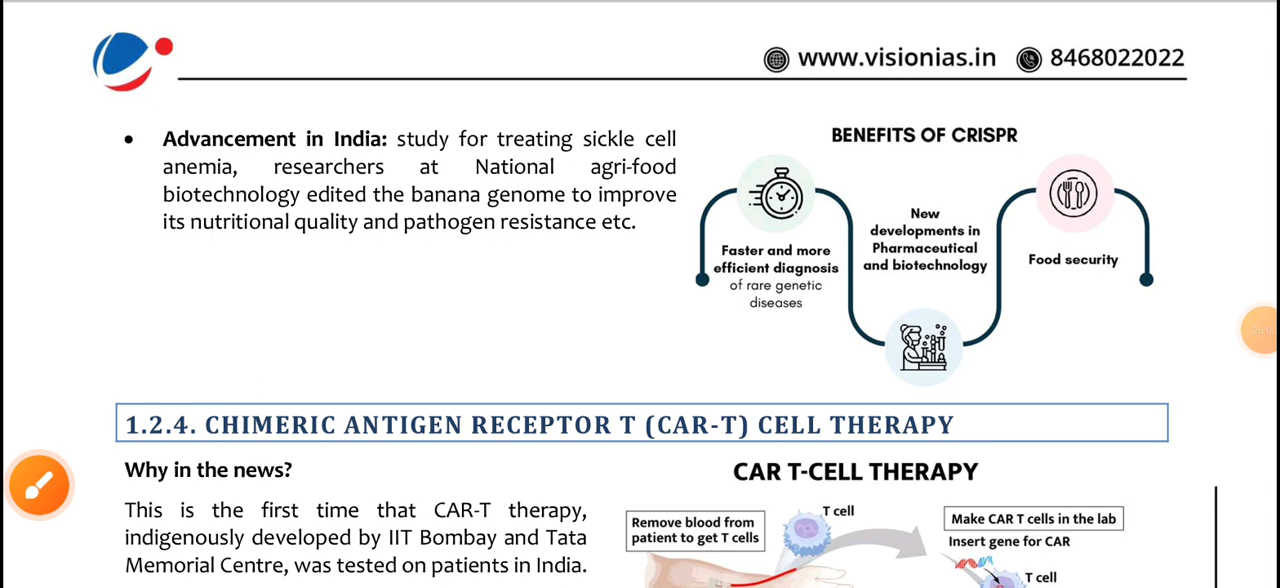 www.visionias.in 8468022022
• Advancement in India: study for treating sickle cell
anemia, researchers at National agri-food
biotechnology edited the banana genome to improve
its nutritional quality and pathogen resistance etc.
BENEFITS OF CRISPR
Faster and more
efficient diagnosis
of rare genetic
diseases
New
developments in
Pharmaceutical
and biotechnology
Food security
1.2.4. CHIMERIC ANTIGEN RECEPTOR T (CAR-T) CELL THERAPY
Why in the news?
This is the first time that CAR-T therapy,
indigenously developed by IIT Bombay and Tata
Memorial Centre, was tested on patients in India.
CAR T-CELL THERAPY
Remove blood from
patient to get T cells
T cell
Make CAR T cells in the lab
Insert gene for CAR
T cell